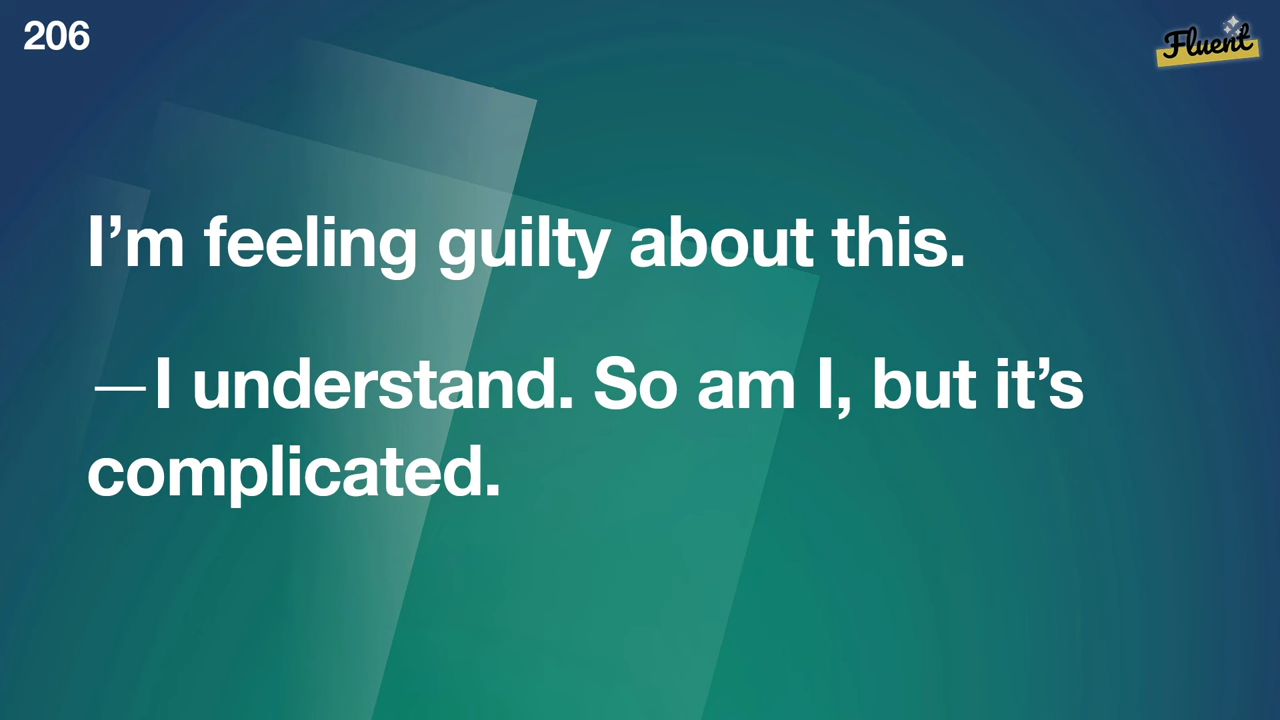 206
Fluent
I’m feeling guilty about this.
—I understand. So am I, but it’s
complicated.